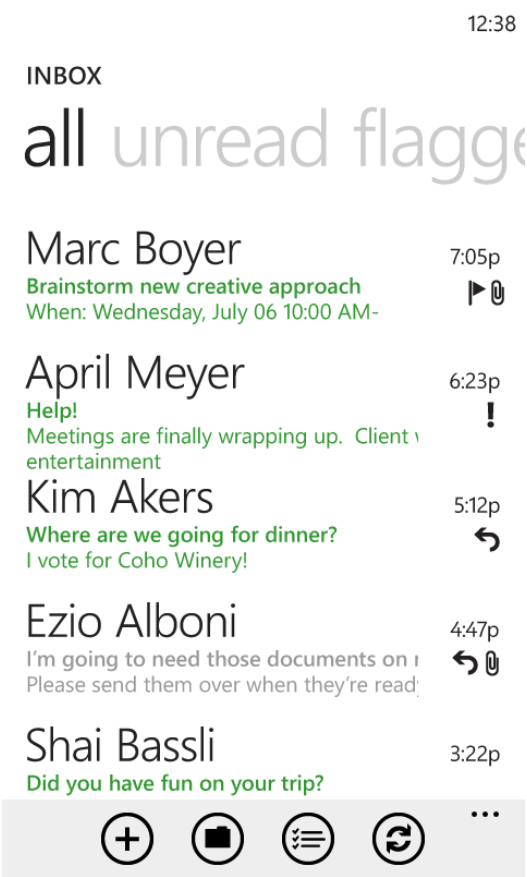 12:38
INBOX
all unread flagge
Marc Boyer
7:05p
Brainstorm new creative approach
When: Wednesday, July 06 10:00 AM-
April Meyer
6:23p
Help!
Meetings are finally wrapping up. Client
entertainment
Kim Akers
5:12p
Where are we going for dinner?
I vote for Coho Winery!
Ezio Alboni
4:47p
I'm going to need those documents on
Please send them over when they're ready
Shai Bassli
3:22p
Did you have fun on your trip?